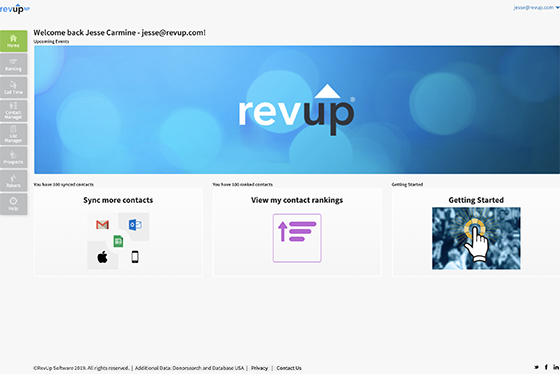 revup NP
jesse@revup.com
Welcome back Jesse Carmine - jesse@revup.com!
Upcoming Events
Home
Ranking
Call Time
Contact Manager
List Manager
Prospects
Raisers
Help
revup®
You have 100 synced contacts
You have 100 ranked contacts
Getting Started
Sync more contacts
View my contact rankings
Getting Started
©RevUp Software 2019. All rights reserved. | Additional Data: Donorsearch and Database USA | Privacy | Contact Us